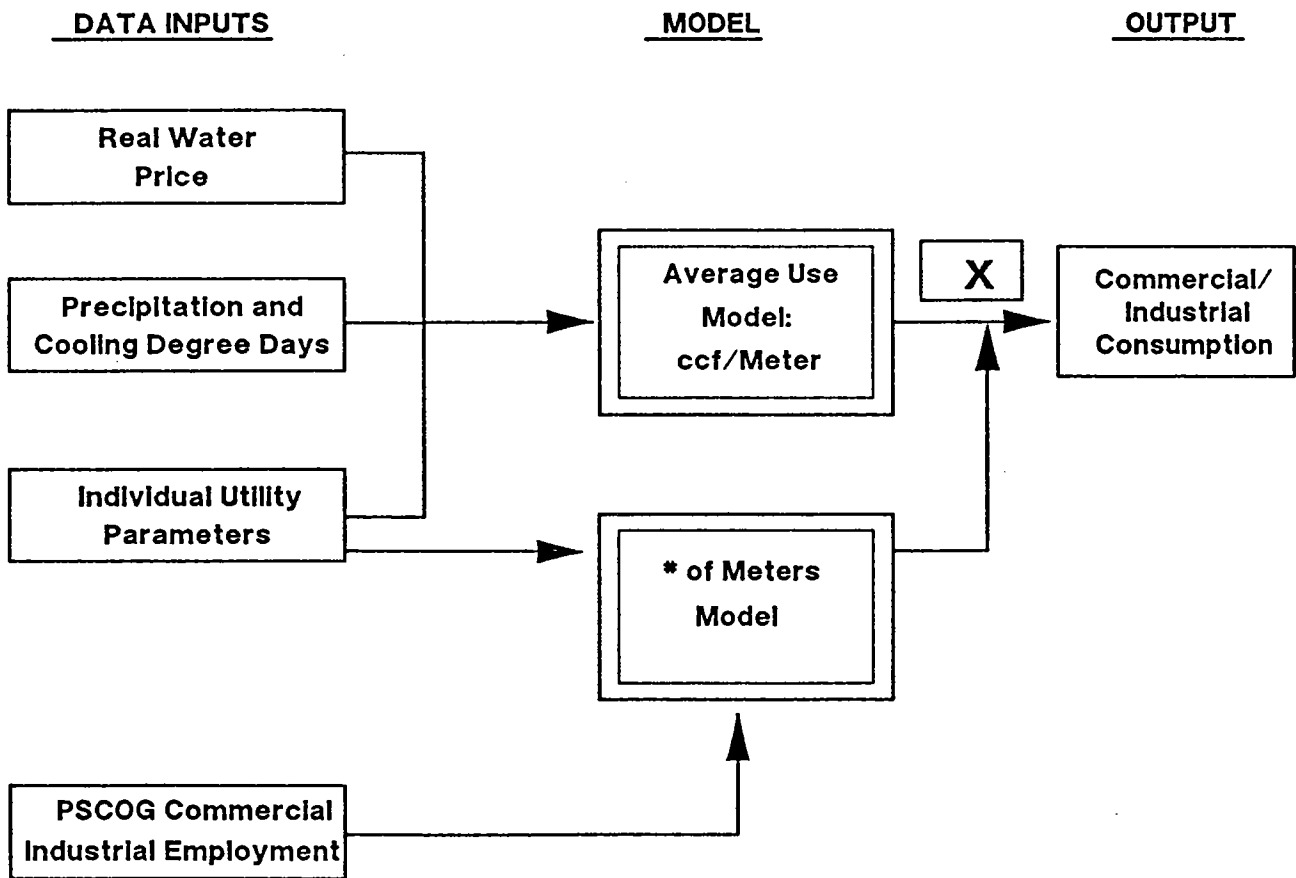 DATA INPUTS
MODEL
OUTPUT
Real Water
Price
Precipitation and
Cooling Degree Days
Individual Utility
Parameters
PSCOG Commercial
Industrial Employment
Average Use
Model:
ccf/Meter
* of Meters
Model
X
Commercial/
Industrial
Consumption